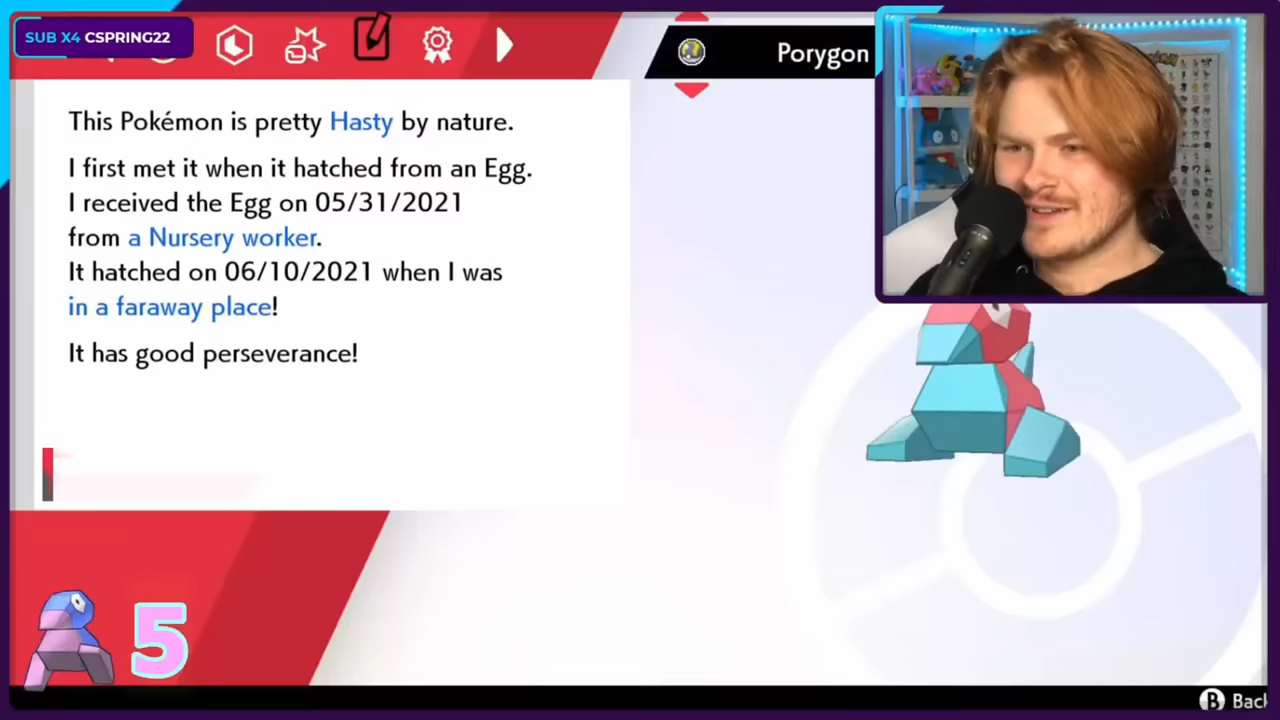 SUB X4 CSPRING22
Porygon
This Pokémon is pretty Hasty by nature.
I first met it when it hatched from an Egg.
I received the Egg on 05/31/2021
from a Nursery worker.
It hatched on 06/10/2021 when I was
in a faraway place!
It has good perseverance!
5
B Back